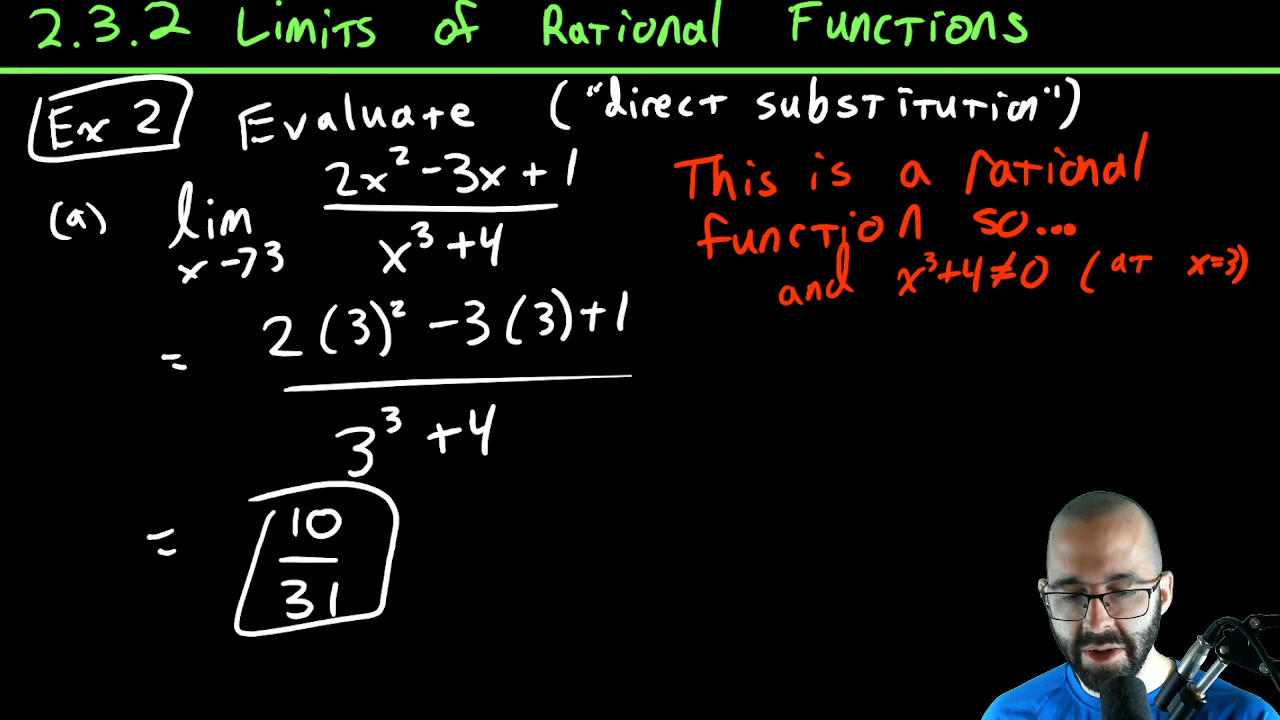 2.3.2 Limits of Rational Functions
Ex 2 Evaluate ("direct substitution")
(a) lim x→3 (2x² - 3x + 1)/(x³ + 4)
This is a rational
function so...
and x³+4≠0 (at x=3)
= (2(3)² - 3(3) + 1)/(3³ + 4)
= 10/31